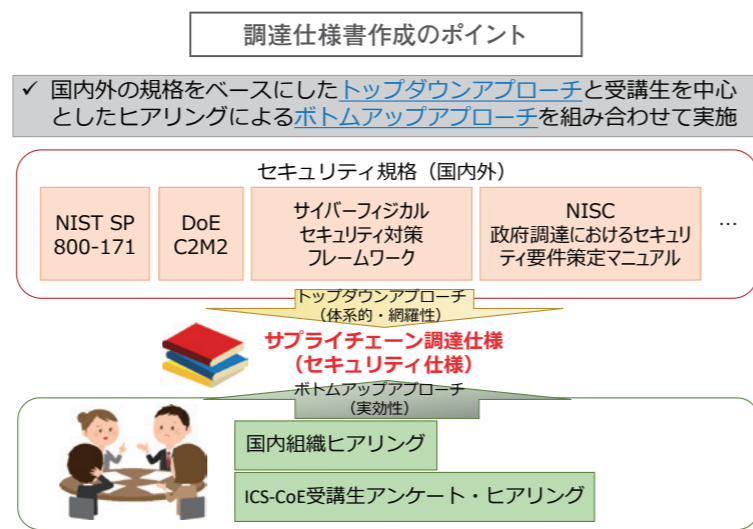 調達仕様書作成のポイント
✓ 国内外の規格をベースにしたトップダウンアプローチと受講生を中心
としたヒアリングによるボトムアップアプローチを組み合わせて実施
セキュリティ規格（国内外）
NIST SP
800-171
DoE
C2M2
サイバーフィジカル
セキュリティ対策
フレームワーク
NISC
政府調達におけるセキュリ
ティ要件策定マニュアル
…
トップダウンアプローチ
（体系的・網羅性）
サプライチェーン調達仕様
（セキュリティ仕様）
ボトムアップアプローチ
（実効性）
国内組織ヒアリング
ICS-CoE受講生アンケート・ヒアリング